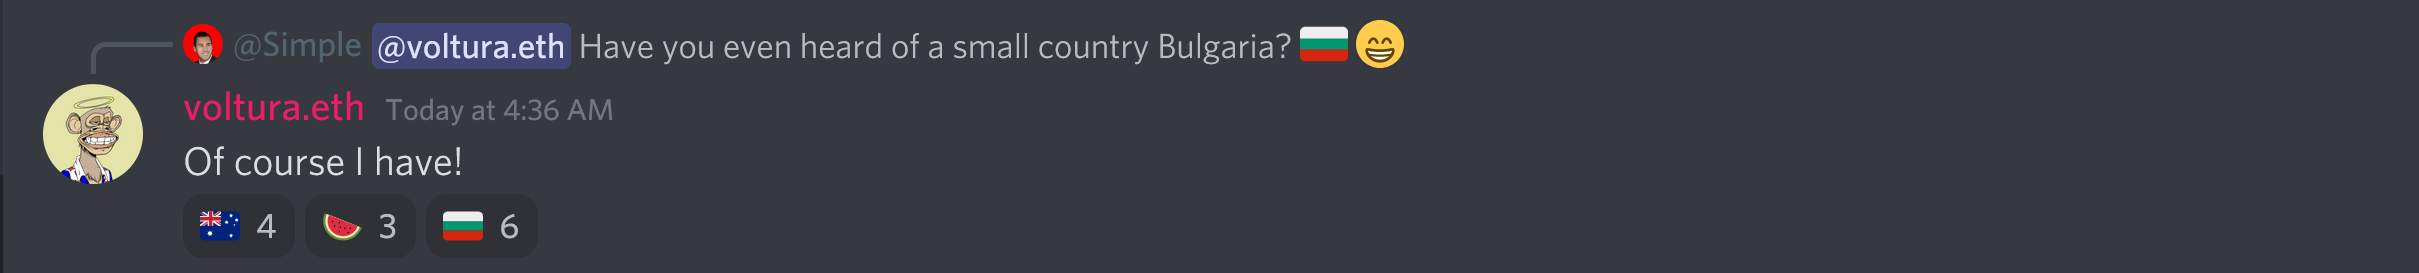 @Simple @voltura.eth Have you even heard of a small country Bulgaria? 🇧🇬 😄
voltura.eth Today at 4:36 AM
Of course I have!
🇦🇺 4 🍉 3 🇧🇬 6